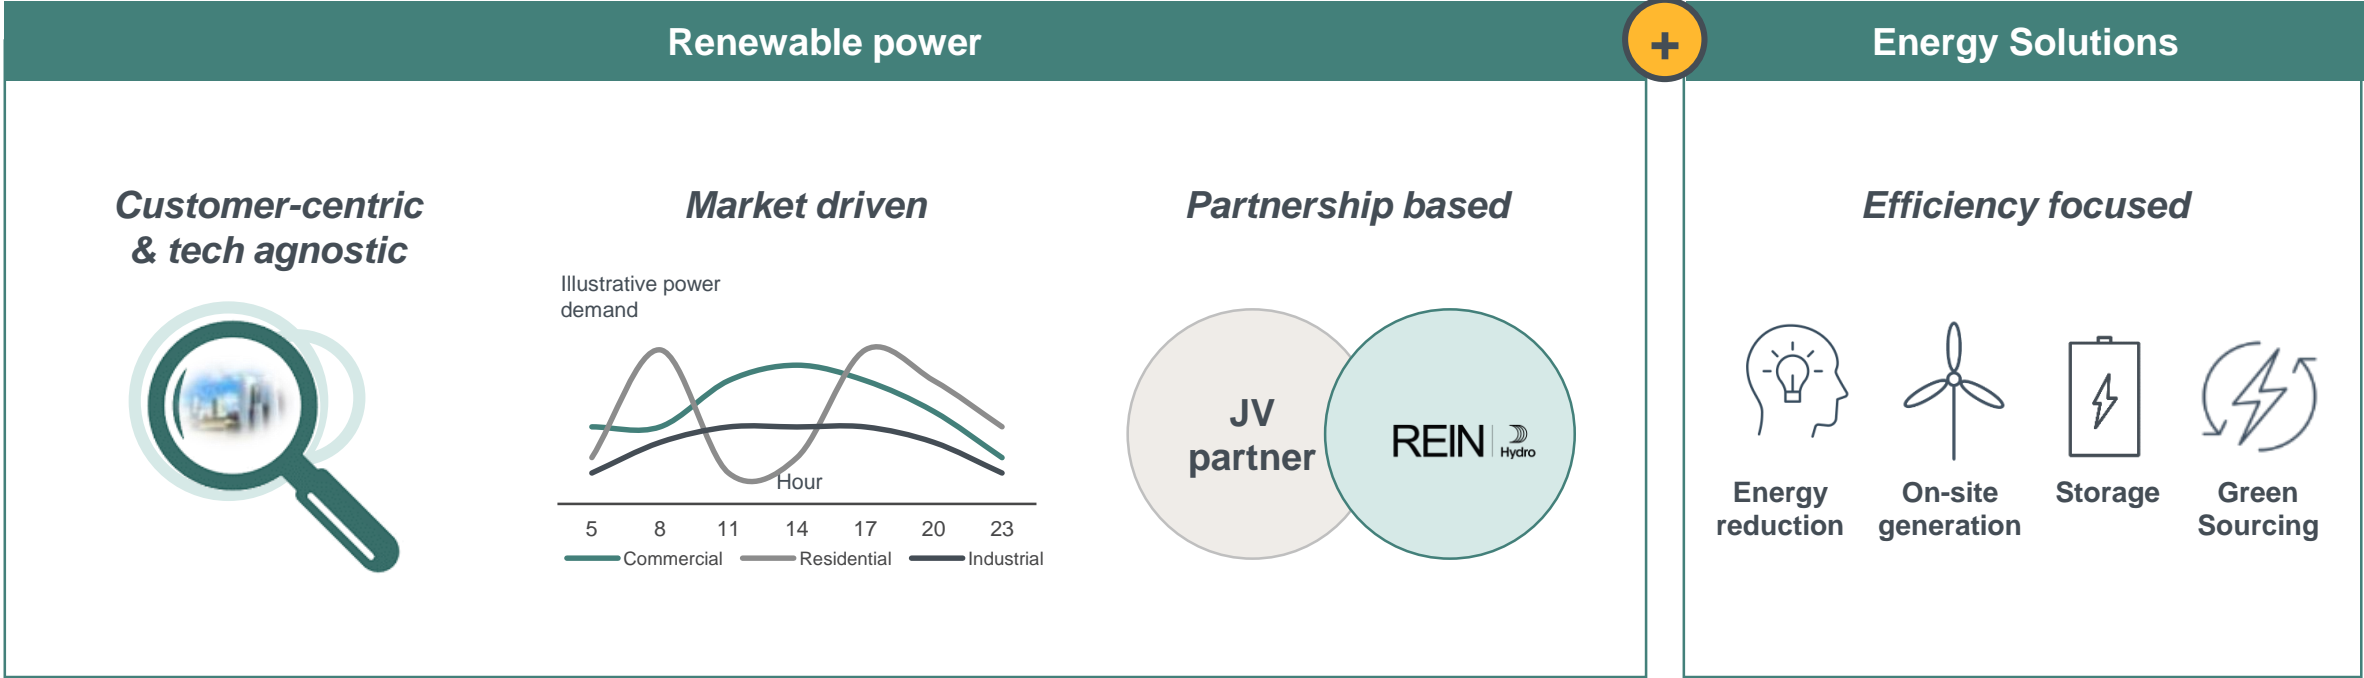 Renewable power
+
Energy Solutions
Customer-centric
& tech agnostic
Market driven
Illustrative power
demand
Hour
5 8 11 14 17 20 23
Commercial Residential Industrial
Partnership based
JV
partner
REIN
Hydro
Efficiency focused
Energy
reduction
On-site
generation
Storage
Green
Sourcing